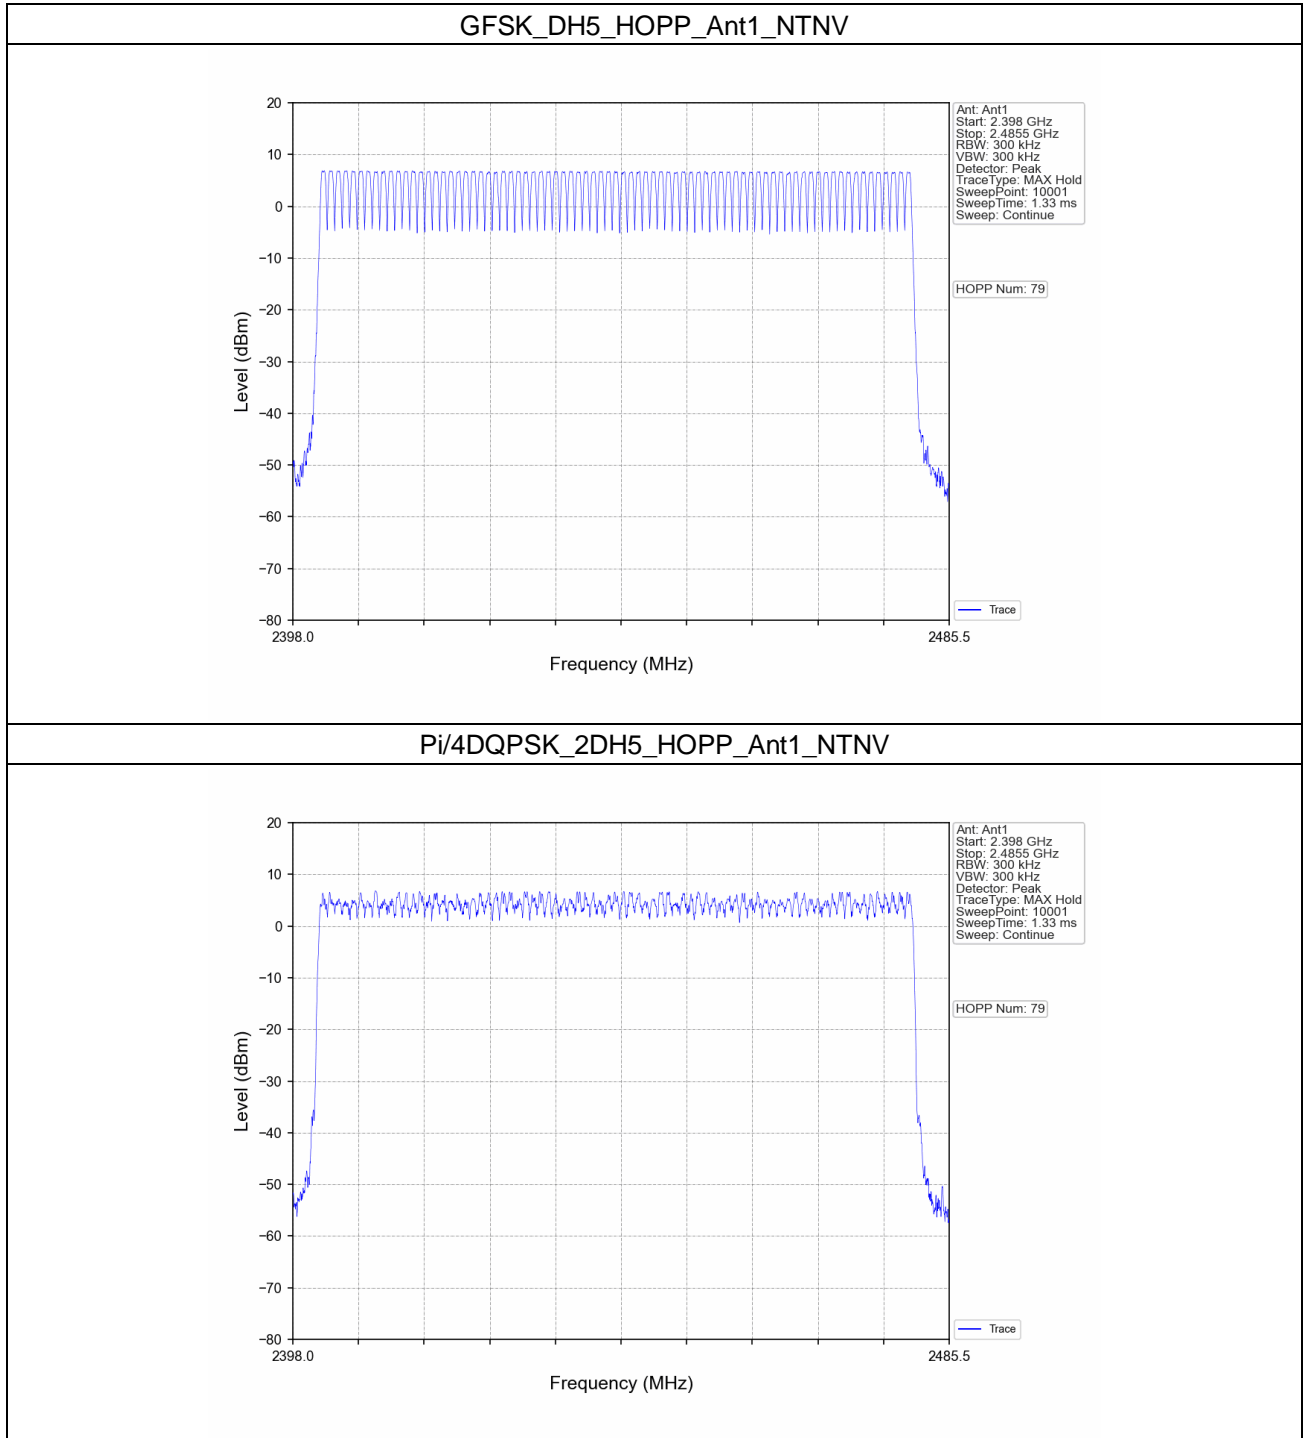 GFSK_DH5_HOPP_Ant1_NTNV
20
10
0
−10
−20
−30
−40
−50
−60
−70
−80
Level (dBm)
2398.0
2485.5
Frequency (MHz)
Ant: Ant1
Start: 2.398 GHz
Stop: 2.4855 GHz
RBW: 300 kHz
VBW: 300 kHz
Detector: Peak
TraceType: MAX Hold
SweepPoint: 10001
SweepTime: 1.33 ms
Sweep: Continue
HOPP Num: 79
Trace
Pi/4DQPSK_2DH5_HOPP_Ant1_NTNV
20
10
0
−10
−20
−30
−40
−50
−60
−70
−80
Level (dBm)
2398.0
2485.5
Frequency (MHz)
Ant: Ant1
Start: 2.398 GHz
Stop: 2.4855 GHz
RBW: 300 kHz
VBW: 300 kHz
Detector: Peak
TraceType: MAX Hold
SweepPoint: 10001
SweepTime: 1.33 ms
Sweep: Continue
HOPP Num: 79
Trace